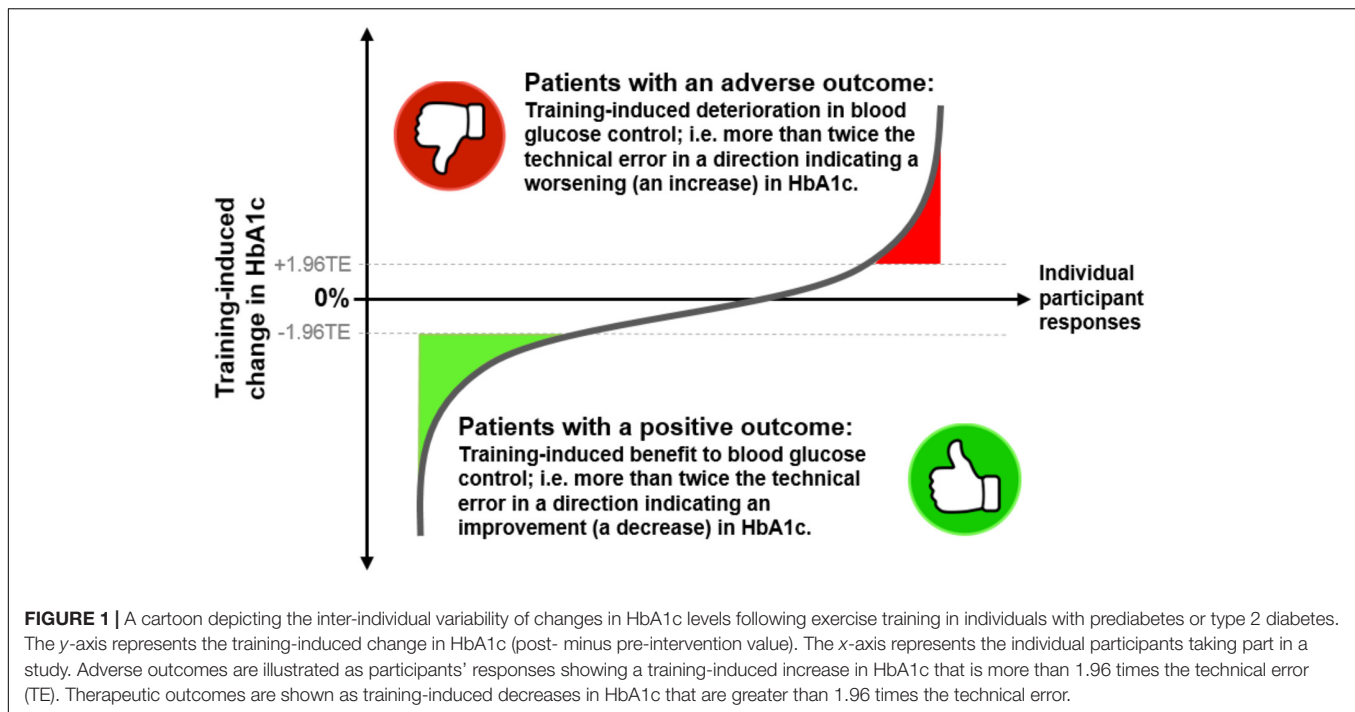 Patients with an adverse outcome:
Training-induced deterioration in blood
glucose control; i.e. more than twice the
technical error in a direction indicating a
worsening (an increase) in HbA1c.
Training-induced
change in HbA1c
+1.96TE
0%
-1.96TE
Individual
participant
responses
Patients with a positive outcome:
Training-induced benefit to blood glucose
control; i.e. more than twice the technical
error in a direction indicating an
improvement (a decrease) in HbA1c.
FIGURE 1 | A cartoon depicting the inter-individual variability of changes in HbA1c levels following exercise training in individuals with prediabetes or type 2 diabetes.
The y-axis represents the training-induced change in HbA1c (post- minus pre-intervention value). The x-axis represents the individual participants taking part in a
study. Adverse outcomes are illustrated as participants’ responses showing a training-induced increase in HbA1c that is more than 1.96 times the technical error
(TE). Therapeutic outcomes are shown as training-induced decreases in HbA1c that are greater than 1.96 times the technical error.